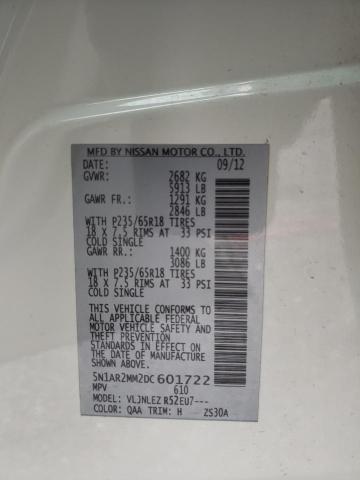 MFD BY NISSAN MOTOR CO., LTD.
DATE: 09/12
GVWR: 2682 KG
5913 LB
GAWR FR.: 1291 KG
2846 LB
WITH P235/65R18 TIRES
18 X 7.5 RIMS AT 33 PSI
COLD SINGLE
GAWR RR.: 1400 KG
3086 LB
WITH P235/65R18 TIRES
18 X 7.5 RIMS AT 33 PSI
COLD SINGLE
THIS VEHICLE CONFORMS TO
ALL APPLICABLE FEDERAL
MOTOR VEHICLE SAFETY AND
THEFT PREVENTION
STANDARDS IN EFFECT ON
THE DATE OF MANUFACTURE
SHOWN ABOVE.
5N1AR2MM2DC601722
MPV 610
MODEL: VLJNLEZ R52EU7---
COLOR: QAA TRIM: H ZS30A